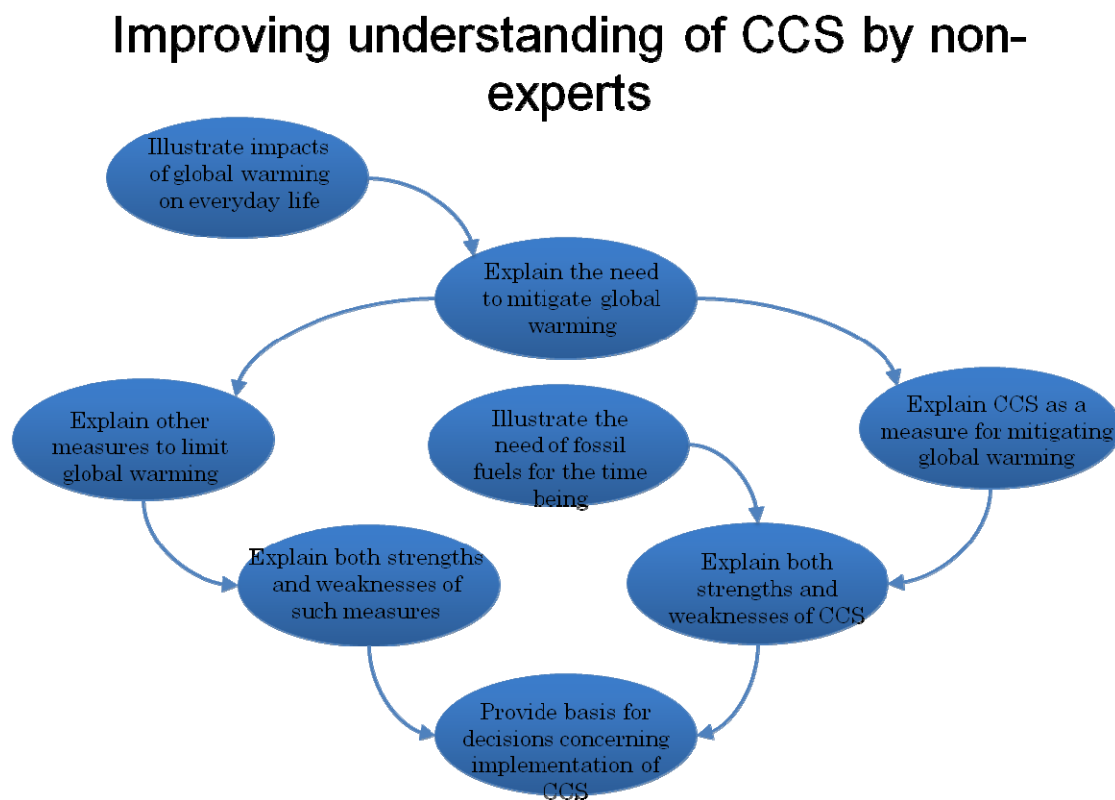 Improving understanding of CCS by non-
experts
Illustrate impacts
of global warming
on everyday life
Explain the need
to mitigate global
warming
Explain other
measures to limit
global warming
Illustrate the
need of fossil
fuels for the time
being
Explain CCS as a
measure for mitigating
global warming
Explain both strengths
and weaknesses of
such measures
Explain both
strengths and
weaknesses of CCS
Provide basis for
decisions concerning
implementation of
CCS